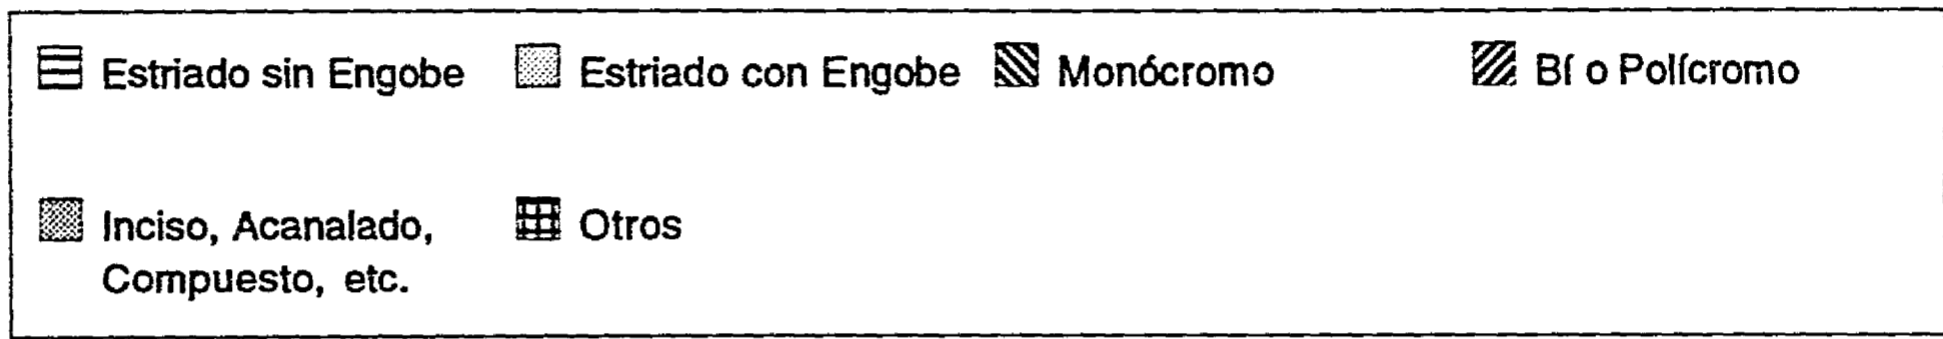 Estriado sin Engobe Estriado con Engobe Monócromo Bí o Polícromo
Inciso, Acanalado, Otros
Compuesto, etc.